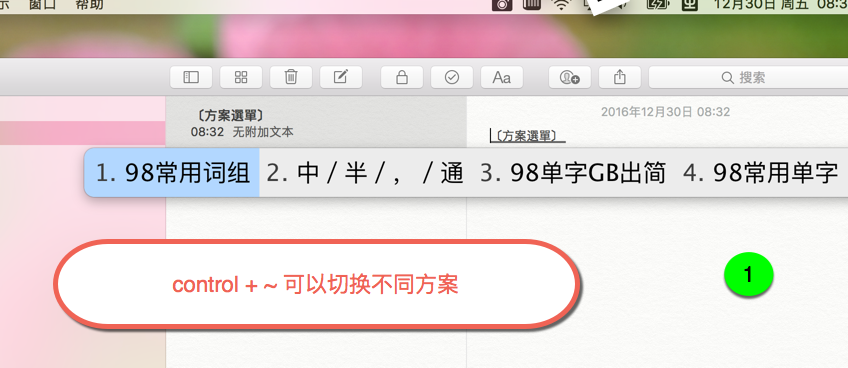 窗口 帮助
12月30日 周五 08:3
Aa
搜索
〔方案選單〕
08:32 无附加文本
2016年12月30日 08:32
〔方案選單〕
1. 98常用词组 2. 中 / 半 / ， / 通 3. 98单字GB出简 4. 98常用单字
control + ~ 可以切换不同方案
1